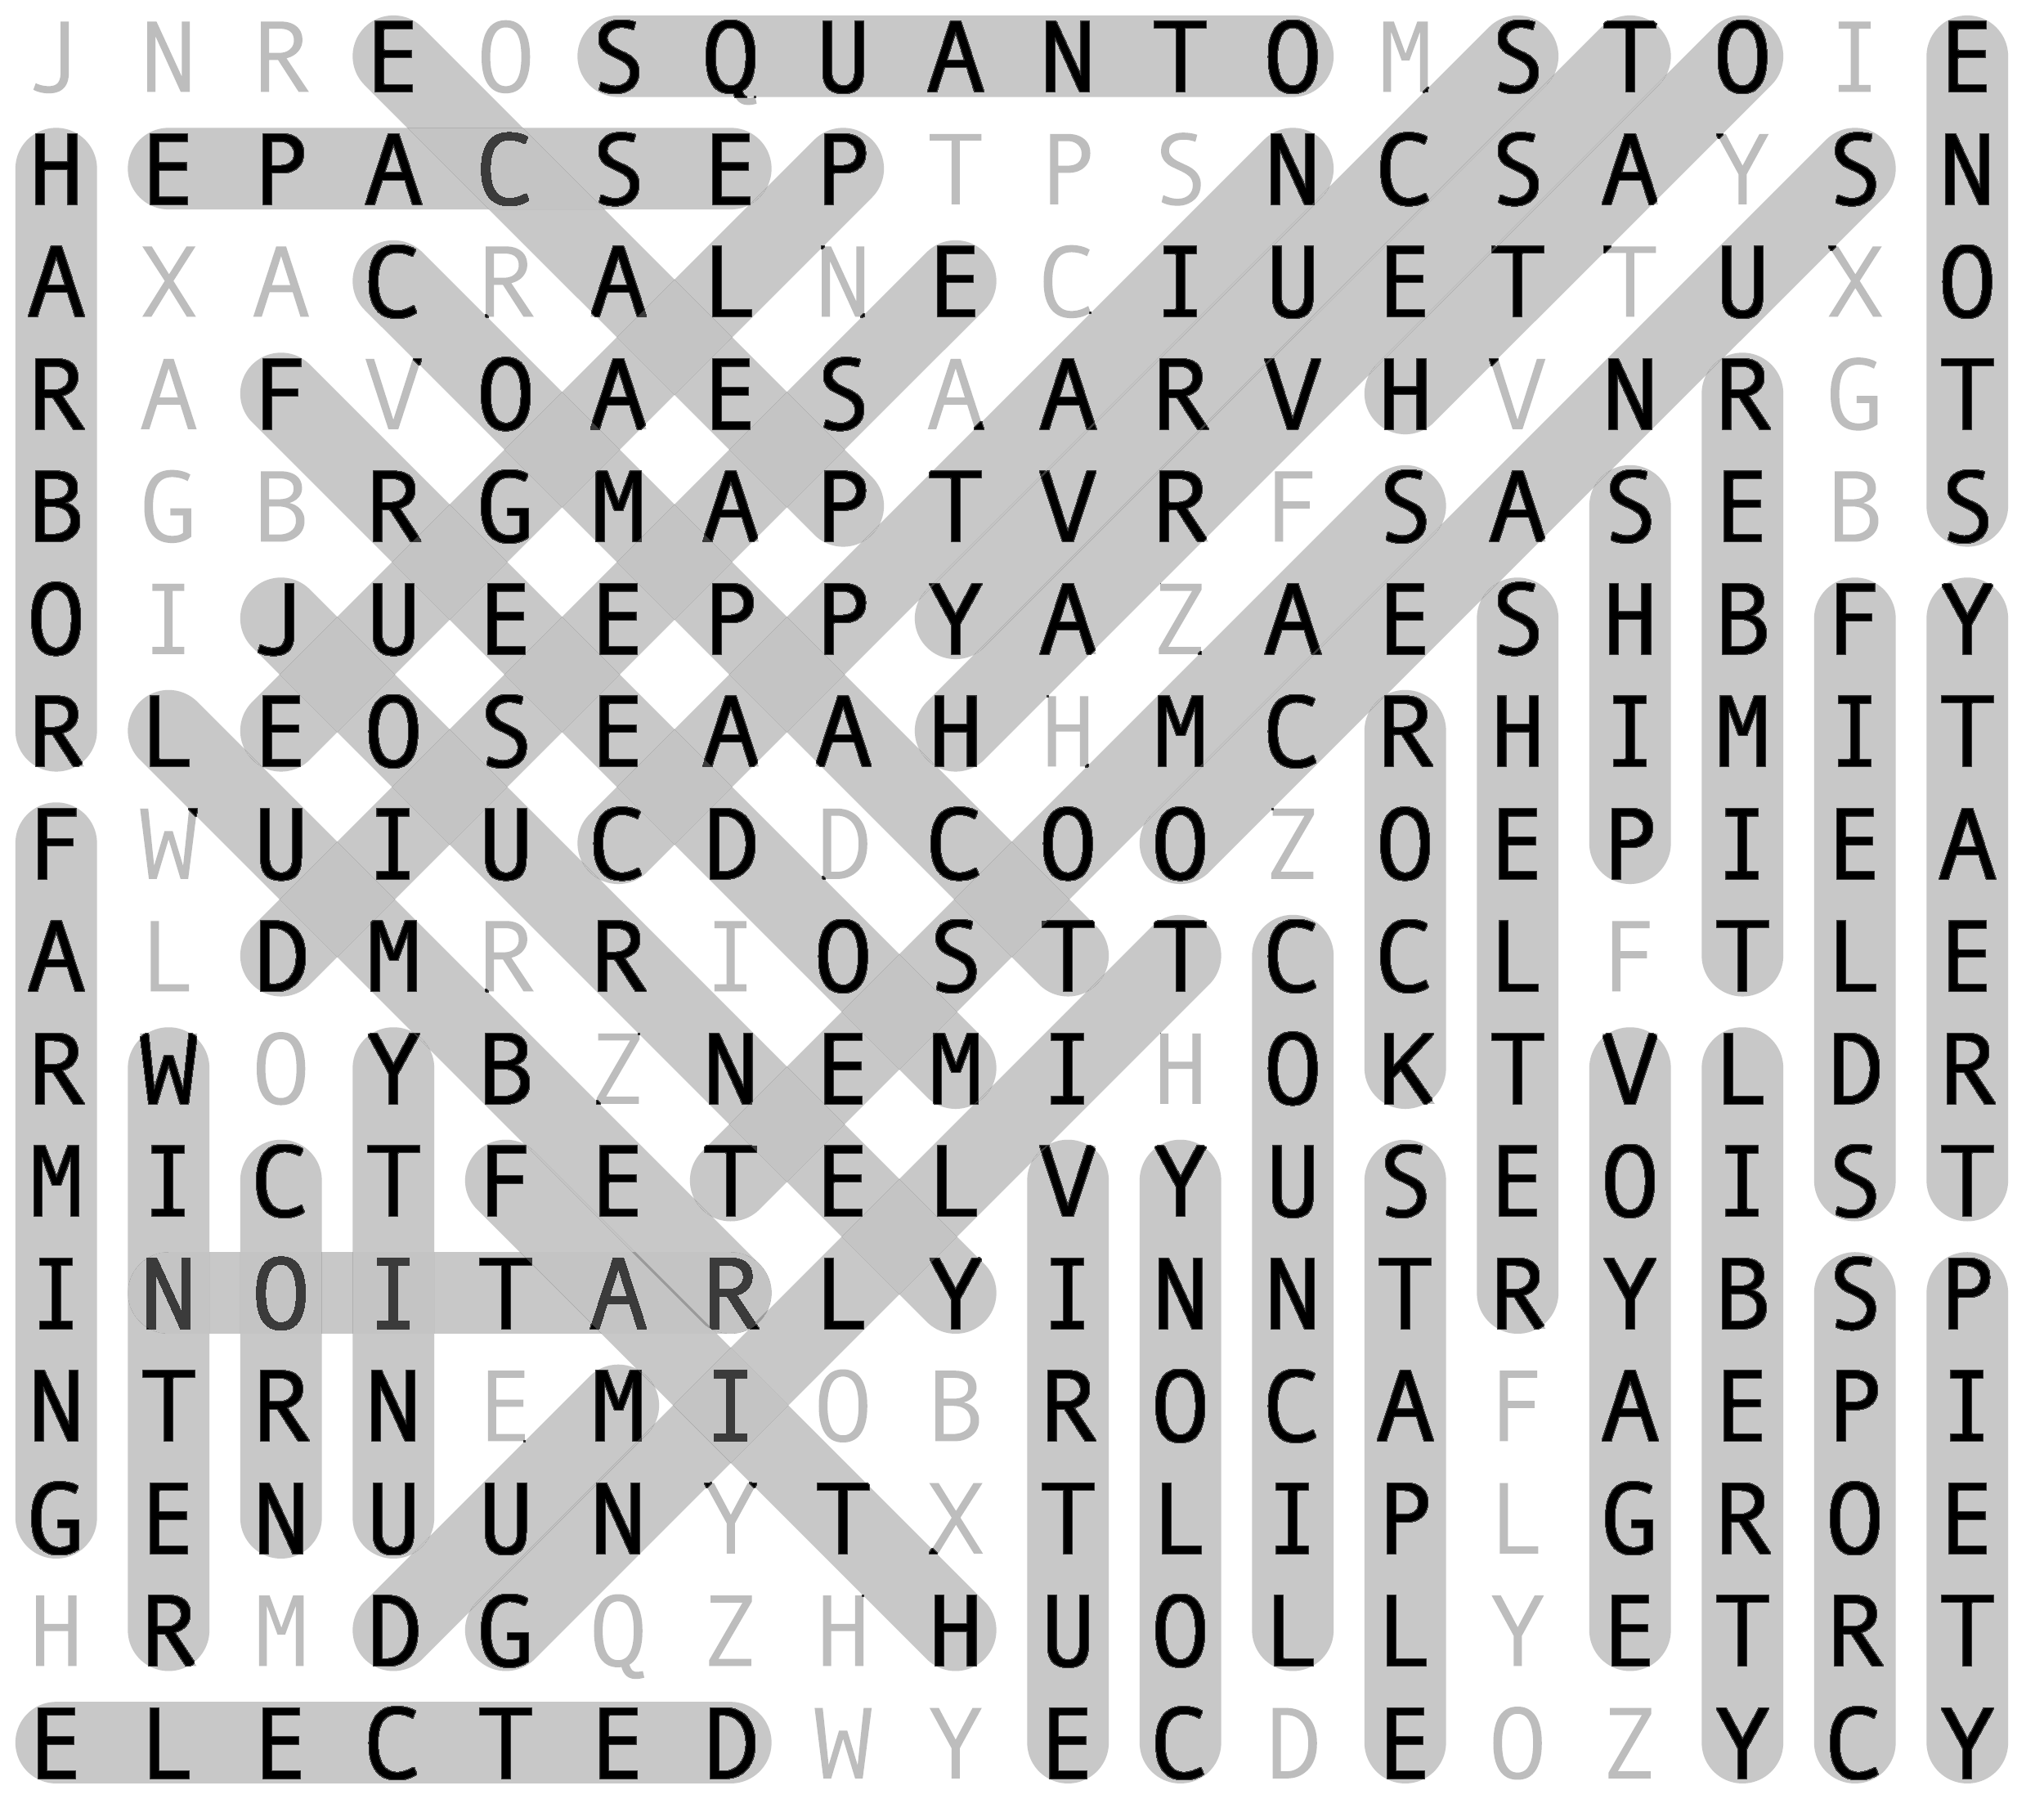 J N R E O S Q U A N T O M S T O I E
H E P A C S E P T P S N C S A Y S N
A X A C R A L N E C I U E T T U X O
R A F V O A E S A A R V H V N R G T
B G B R G M A P T V R F S A S E B S
O I J U E E P P Y A Z A E S H B F Y
R L E O S E A A H H M C R H I M I T
F W U I U C D D C O O Z O E P I E A
A L D M R R I O S T T C C L F T L E
R W O Y B Z N E M I H O K T V L D R
M I C T F E T E L V Y U S E O I S T
I N O I T A R L Y I N N T R Y B S P
N T R N E M I O B R O C A F A E P I
G E N U U N Y T X T L I P L G R O E
H R M D G Q Z H H U O L L Y E T R T
E L E C T E D W Y E C D E O Z Y C Y